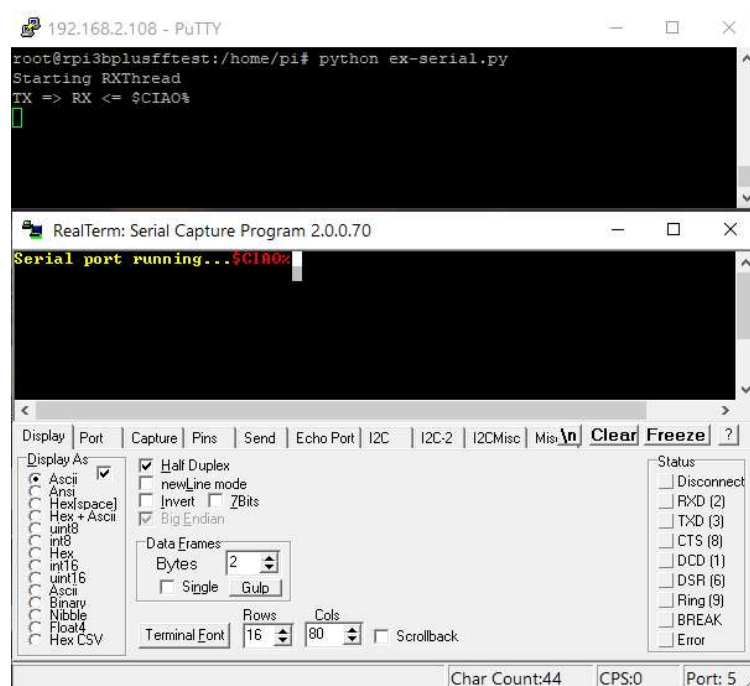 192.168.2.108 - PuTTY
root@rpi3bplusfftest:/home/pi# python ex-serial.py
Starting RXThread
TX => RX <= $CIAO%
RealTerm: Serial Capture Program 2.0.0.70
Serial port running...$CIAO%
Display Port Capture Pins Send Echo Port I2C I2C-2 I2CMisc Misc \n Clear Freeze ?
Display As
Ascii
Ansi
Hex[space]
Hex + Ascii
uint8
int8
Hex
int16
uint16
Ascii
Binary
Nibble
Float4
Hex CSV
Half Duplex
newLine mode
Invert 7Bits
Big Endian
Data Frames
Bytes 2
Single Gulp
Rows Cols
Terminal Font 16 80 Scrollback
Status
Disconnect
RXD (2)
TXD (3)
CTS (8)
DCD (1)
DSR (6)
Ring (9)
BREAK
Error
Char Count:44 CPS:0 Port: 5